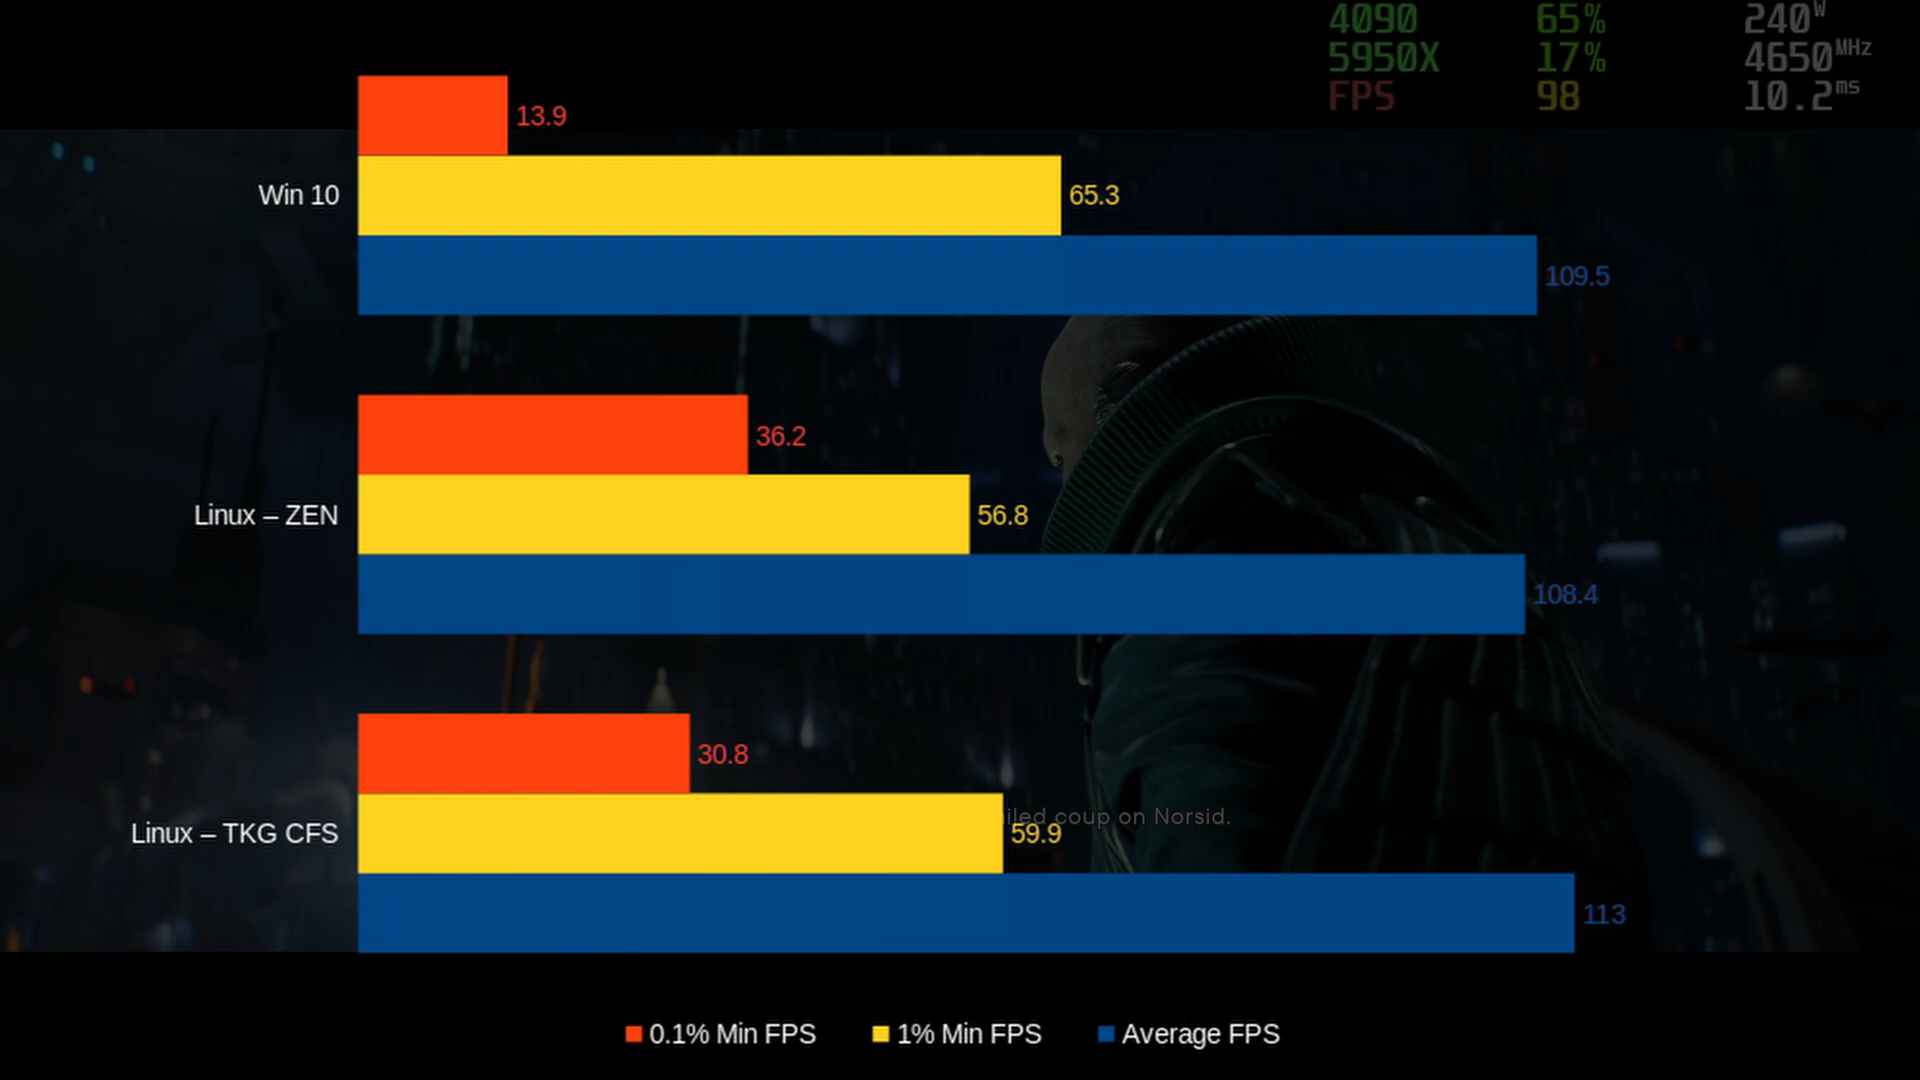 4090 65% 240W
5950X 17% 4650MHz
FPS 98 10.2ms
13.9
Win 10 65.3
109.5
36.2
Linux – ZEN 56.8
108.4
30.8
iled coup on Norsid.
Linux – TKG CFS 59.9
113
0.1% Min FPS 1% Min FPS Average FPS